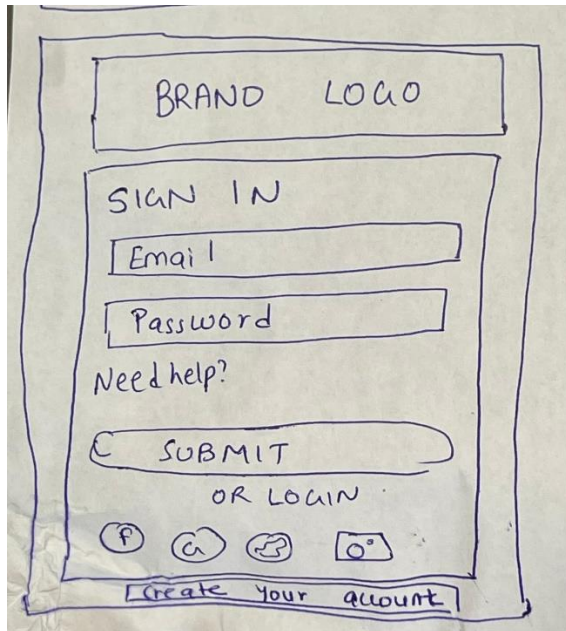 BRAND LOGO
SIGN IN
Email
Password
Need help?
SUBMIT
OR LOGIN
f a
Create your account